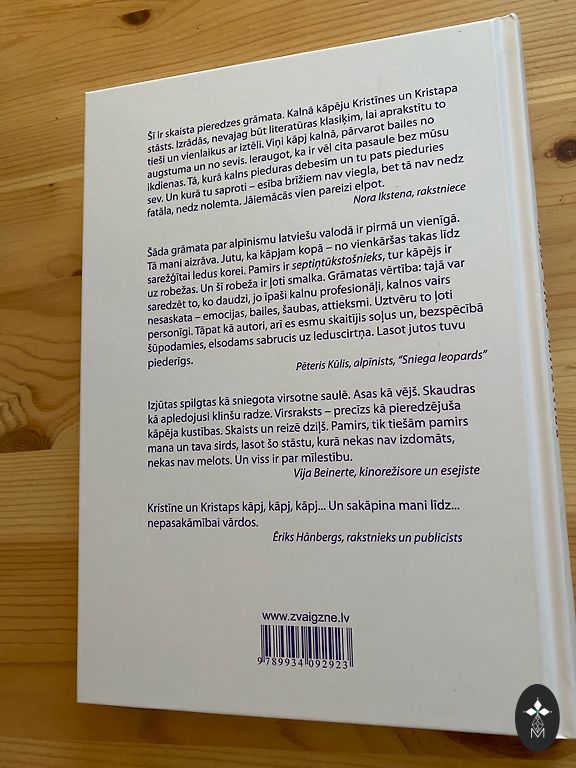 Šī ir skaista pieredzes grāmata. Kalnā kāpēju Kristīnes un Kristapa
stāsts. Izrādās, nevajag būt literatūras klasiķim, lai aprakstītu to
tieši un vienlaikus ar iztēli. Viņi kāpj kalnā, pārvarot bailes no
augstuma un no sevis. Ieraugot, ka ir vēl cita pasaule bez mūsu
ikdienas. Tā, kurā kalns pieduras debesīm un tu pats pieduries
sev. Un kurā tu saproti – esība brīžiem nav viegla, bet tā nav nedz
fatāla, nedz nolemta. Jāiemācās vien pareizi elpot.
Nora Ikstena, rakstniece
Šāda grāmata par alpīnismu latviešu valodā ir pirmā un vienīgā.
Tā mani aizrāva. Jutu, ka kāpjam kopā – no vienkāršas takas līdz
sarežģītai ledus korei. Pamirs ir septiņtūkstošnieks, tur kāpējs ir
uz robežas. Un šī robeža ir ļoti smalka. Grāmatas vērtība: tajā var
saredzēt to, ko daudzi, jo īpaši kalnu profesionāļi, kalnos vairs
nesaskata – emocijas, bailes, šaubas, attieksmi. Uztvēru to ļoti
personīgi. Tāpat kā autori, arī es esmu skaitījis soļus un, bezspēcībā
šūpodamies, elsodams sabrucis uz leduscirtņa. Lasot jutos tuvu
piederīgs.
Pēteris Ķīlis, alpīnists, “Sniega leopards”
Izjūtas spilgtas kā sniegota virsotne saulē. Asas kā vējš. Skaudras
kā apledojusi klinšu radze. Virsraksts – precīzs kā pieredzējuša
kāpēja kustības. Skaists un reizē dziļš. Pamirs, tik tiešām pamirs
mana un tava sirds, lasot šo stāstu, kurā nekas nav izdomāts,
nekas nav melots. Un viss ir par mīlestību.
Vija Beinerte, kinorežisore un esejiste
Kristīne un Kristaps kāpj, kāpj, kāpj... Un sakāpina mani līdz...
nepasakāmībai vārdos.
Ēriks Hānbergs, rakstnieks un publicists
www.zvaigzne.lv
9 789934 092923
M